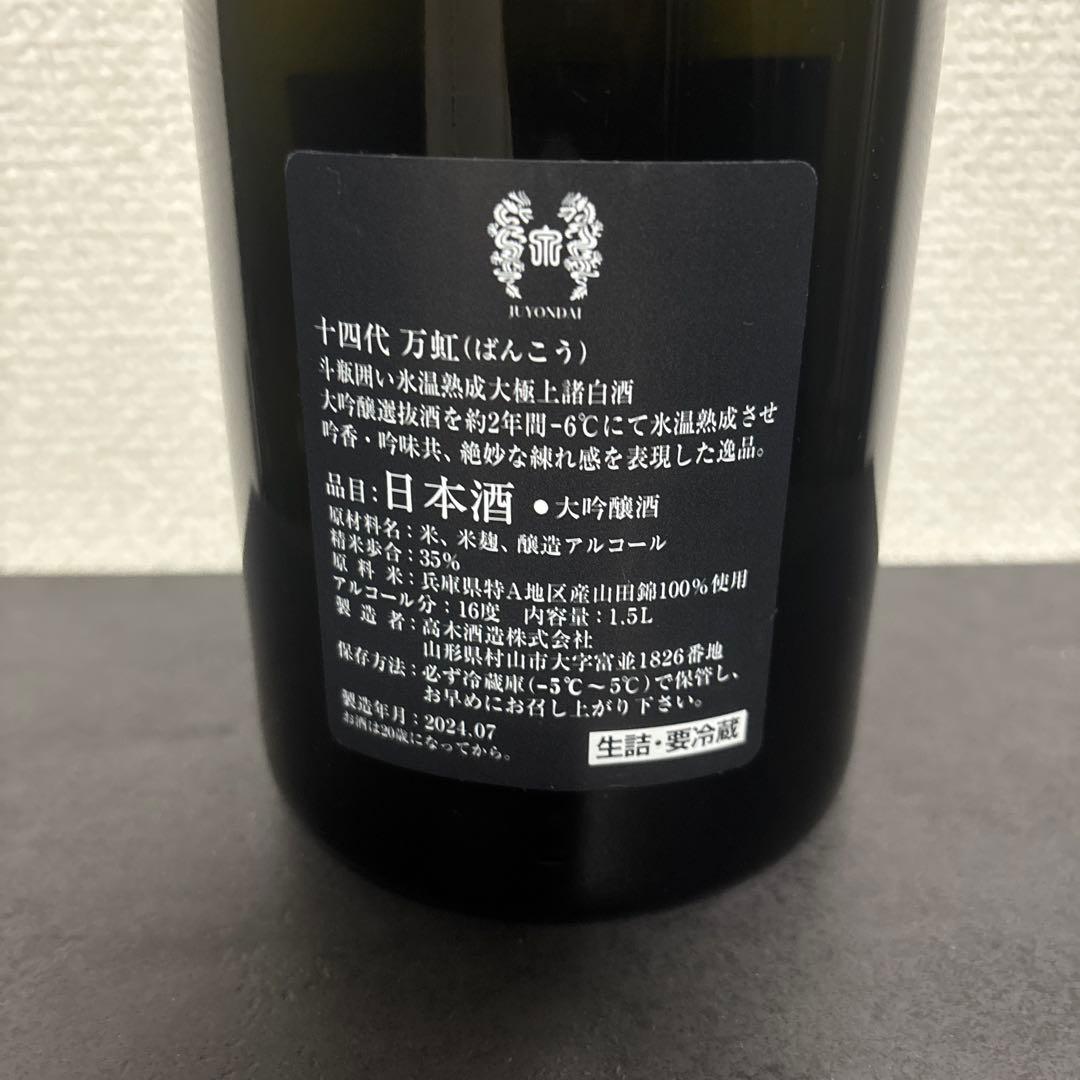 JUYONDAI
十四代 万虹(ばんこう)
斗瓶囲い氷温熟成大極上諸白酒
大吟醸選抜酒を約2年間-6℃にて氷温熟成させ
吟香・吟味共、絶妙な練れ感を表現した逸品。
品目:日本酒 ●大吟醸酒
原材料名:米、米麹、醸造アルコール
精米歩合:35%
原料米:兵庫県特A地区産山田錦100%使用
アルコール分:16度 内容量:1.5L
製造者:高木酒造株式会社
山形県村山市大字富並1826番地
保存方法:必ず冷蔵庫(-5℃〜5℃)で保管し、
お早めにお召し上がり下さい。
製造年月:2024.07
お酒は20歳になってから。
生詰・要冷蔵